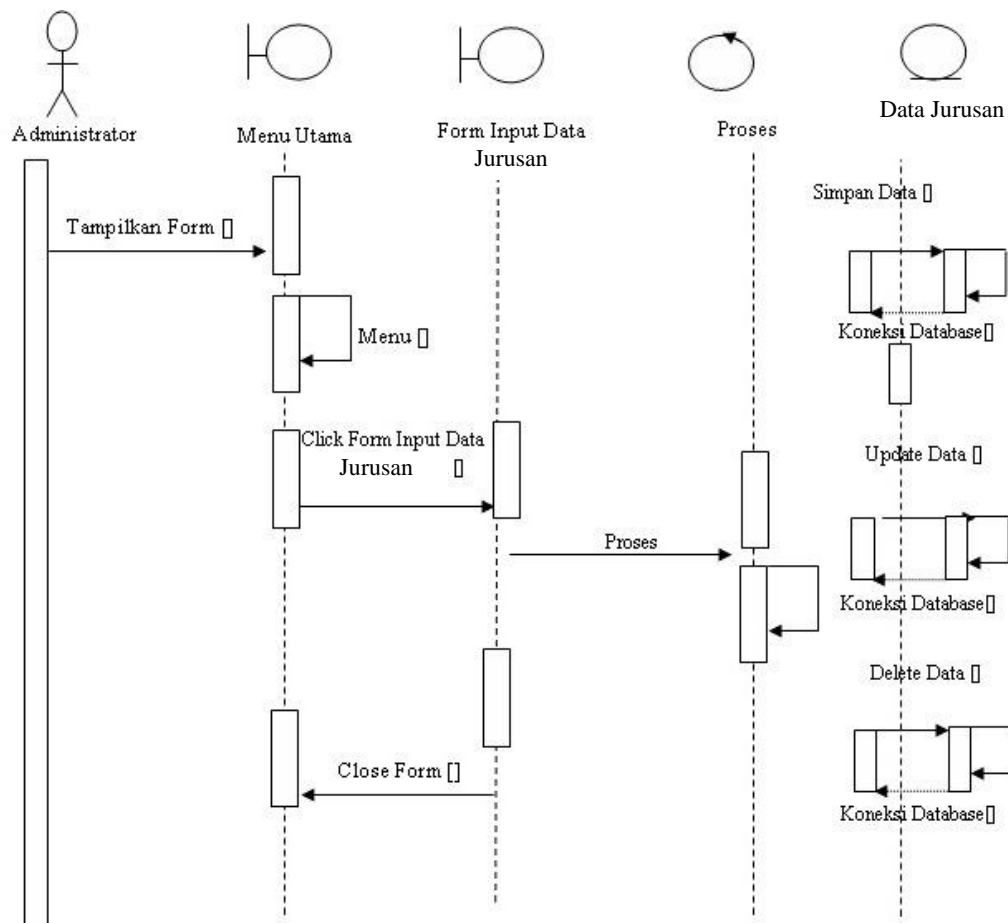 Administrator
Menu Utama
Form Input Data
Jurusan
Proses
Data Jurusan
Simpan Data []
Tampilkan Form []
Koneksi Database[]
Menu []
Click Form Input Data
Jurusan []
Update Data []
Proses
Koneksi Database[]
Delete Data []
Close Form []
Koneksi Database[]